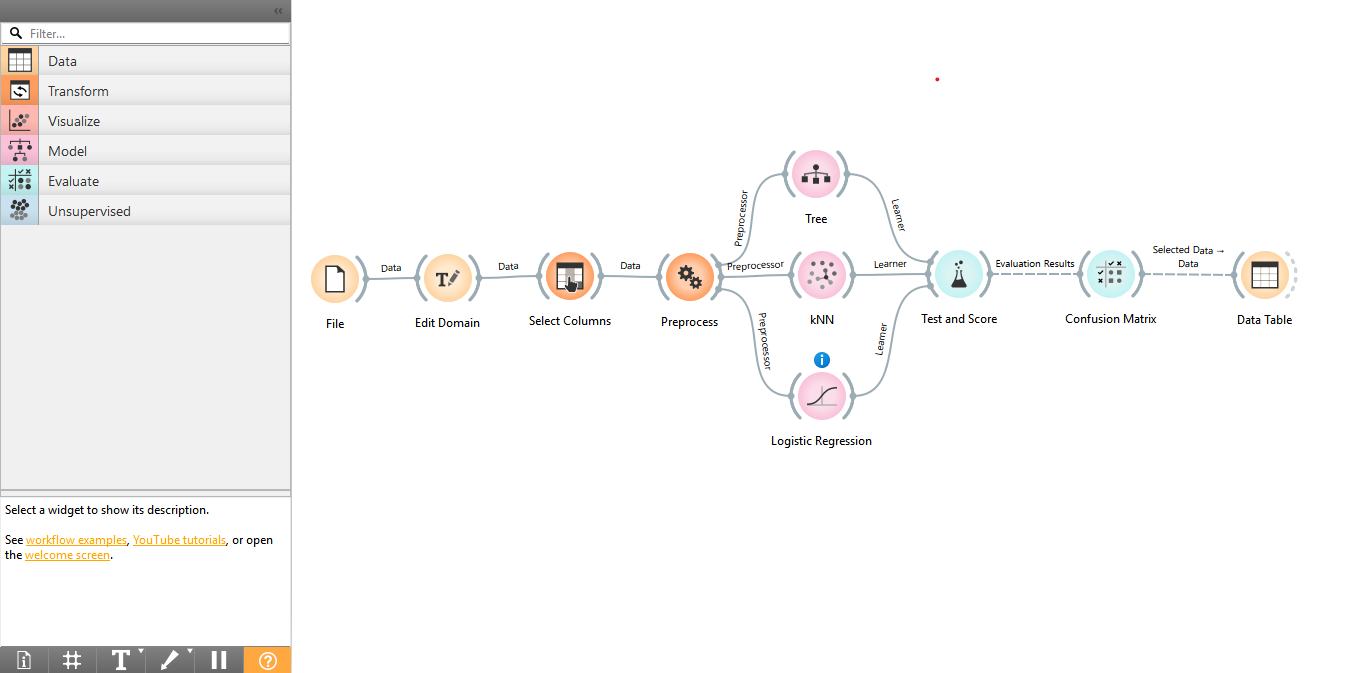 «
Filter...
Data
Transform
Visualize
Model
Evaluate
Unsupervised
Select a widget to show its description.
See workflow examples, YouTube tutorials, or open
the welcome screen.
File
Data
Edit Domain
Data
Select Columns
Data
Preprocess
Preprocessor
Preprocessor
Preprocessor
Tree
kNN
Logistic Regression
Learner
Learner
Learner
Test and Score
Evaluation Results
Confusion Matrix
Selected Data →
Data
Data Table